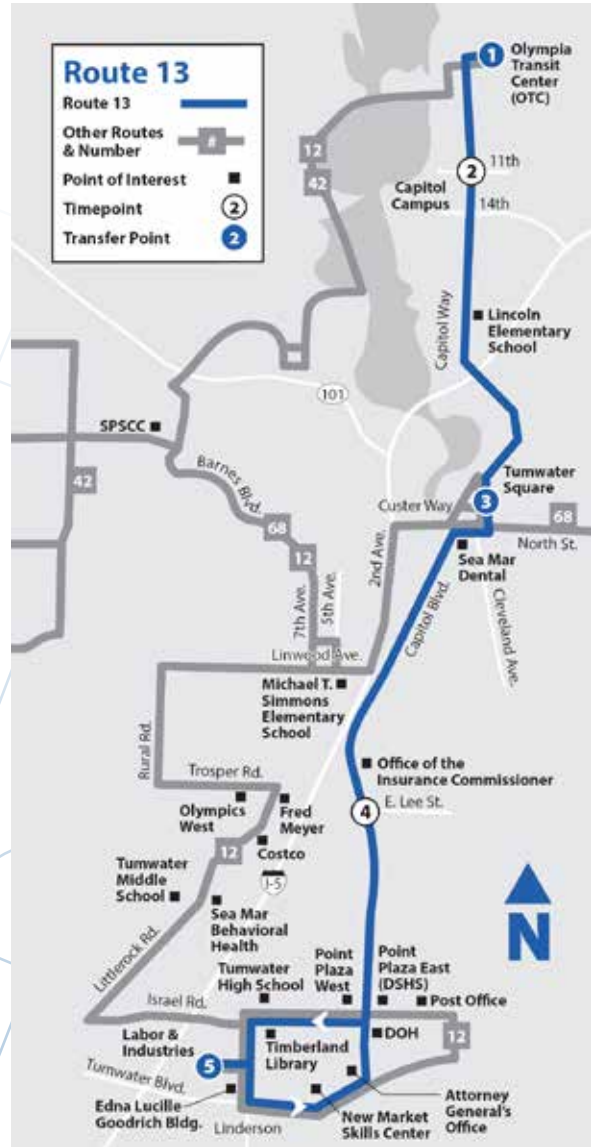 Route 13
Route 13
Other Routes
& Number
#
Point of Interest
Timepoint
2
Transfer Point
2
1
Olympia
Transit
Center
(OTC)
12
42
2
11th
Capitol
Campus
14th
Capitol Way
Lincoln
Elementary
School
101
SPSCC
42
Barnes Blvd.
68
12
Tumwater
Square
3
Custer Way
68
North St.
Sea Mar
Dental
2nd Ave.
7th Ave.
5th Ave.
Capitol Blvd.
Cleveland Ave.
Linwood Ave.
Michael T.
Simmons
Elementary
School
Rural Rd.
Trosper Rd.
Office of the
Insurance Commissioner
Olympics
West
Fred
Meyer
4
E. Lee St.
12
Costco
Tumwater
Middle
School
I-5
Sea Mar
Behavioral
Health
N
Littlerock Rd.
Tumwater
High School
Point
Plaza
West
Point
Plaza East
(DSHS)
Post Office
Israel Rd.
Labor &
Industries
Timberland
Library
DOH
12
5
Tumwater Blvd.
Edna Lucille
Goodrich Bldg.
Linderson
New Market
Skills Center
Attorney
General's
Office